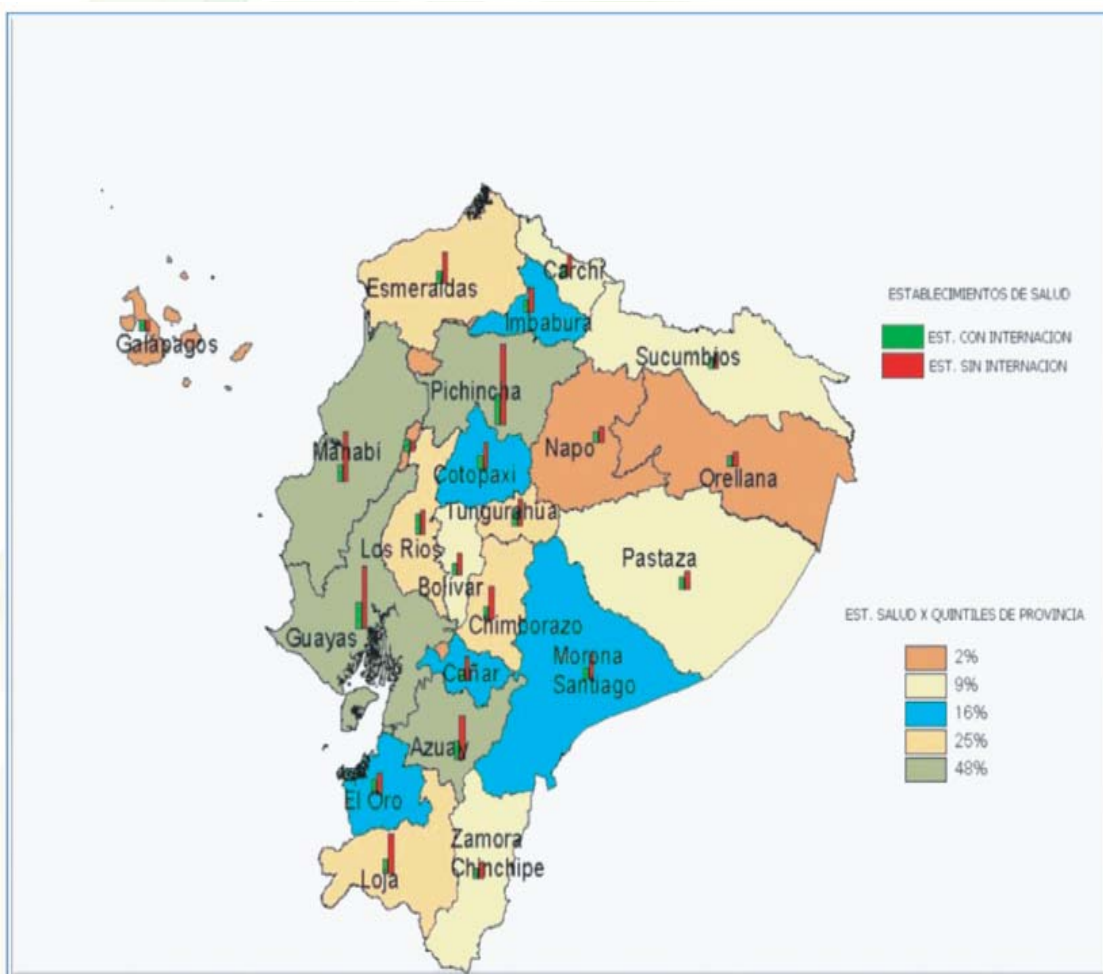 Esmeraldas
Carchi
Imbabura
Galápagos
Sucumbios
Pichincha
Manabí
Napo
Cotopaxi
Orellana
Tungurahua
Los Rios
Pastaza
Bolívar
Chimborazo
Guayas
Cañar
Morona
Santiago
Azuay
El Oro
Zamora
Chinchipe
Loja
ESTABLECIMIENTOS DE SALUD
EST. CON INTERNACION
EST. SIN INTERNACION
EST. SALUD X QUINTILES DE PROVINCIA
2%
9%
16%
25%
48%